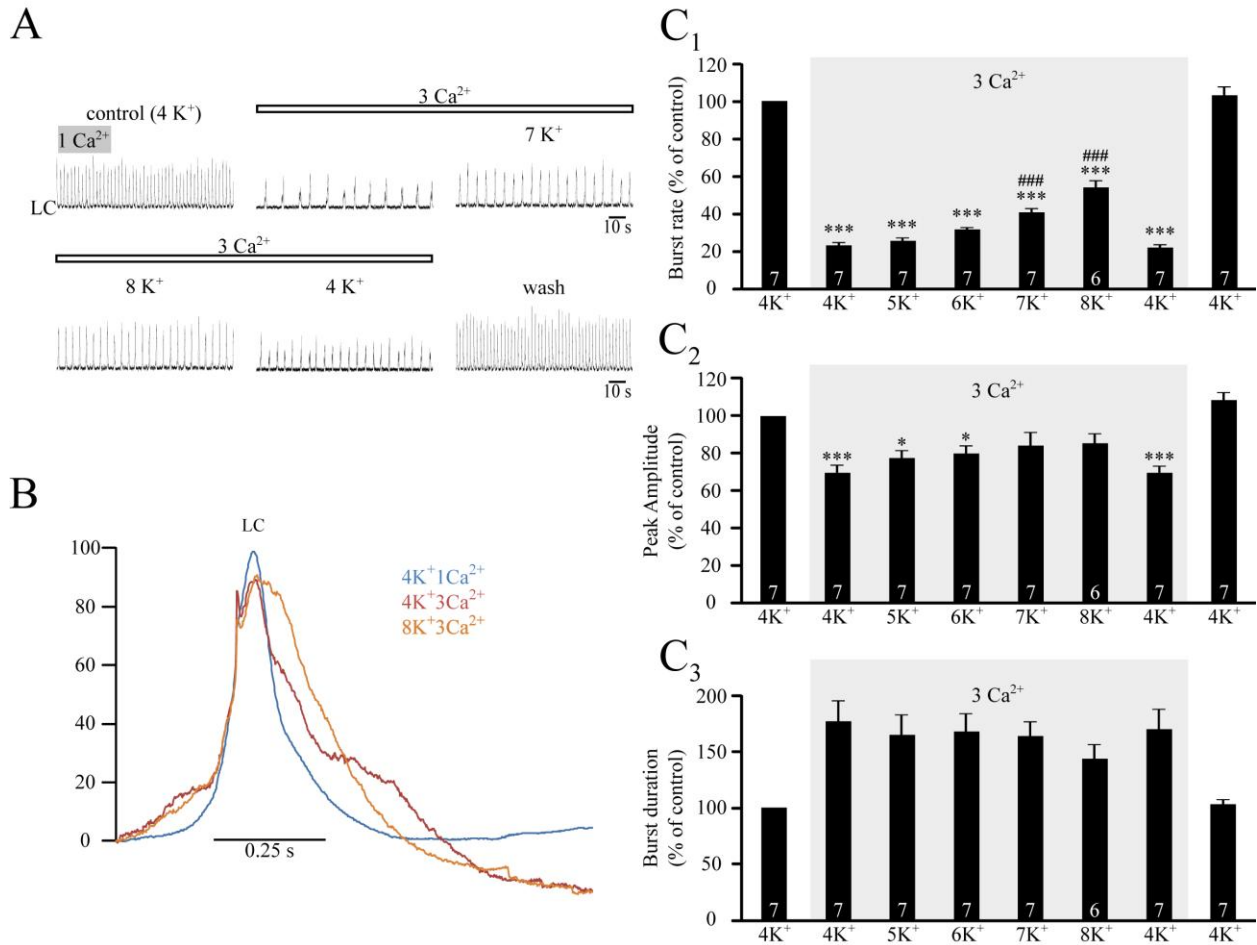 A
control (4 K⁺)
3 Ca²⁺
1 Ca²⁺
7 K⁺
LC
10 s
3 Ca²⁺
8 K⁺
4 K⁺
wash
10 s
B
LC
100
80
60
40
20
0
4K⁺1Ca²⁺
4K⁺3Ca²⁺
8K⁺3Ca²⁺
0.25 s
C₁
Burst rate (% of control)
120
100
80
60
40
20
0
3 Ca²⁺
*** *** *** ### *** ### *** ***
7 7 7 7 7 6 7 7
4K⁺ 4K⁺ 5K⁺ 6K⁺ 7K⁺ 8K⁺ 4K⁺ 4K⁺
C₂
Peak Amplitude
(% of control)
120
100
80
60
40
20
0
3 Ca²⁺
*** * * ***
7 7 7 7 7 6 7 7
4K⁺ 4K⁺ 5K⁺ 6K⁺ 7K⁺ 8K⁺ 4K⁺ 4K⁺
C₃
Burst duration
(% of control)
200
150
100
50
0
3 Ca²⁺
7 7 7 7 7 6 7 7
4K⁺ 4K⁺ 5K⁺ 6K⁺ 7K⁺ 8K⁺ 4K⁺ 4K⁺